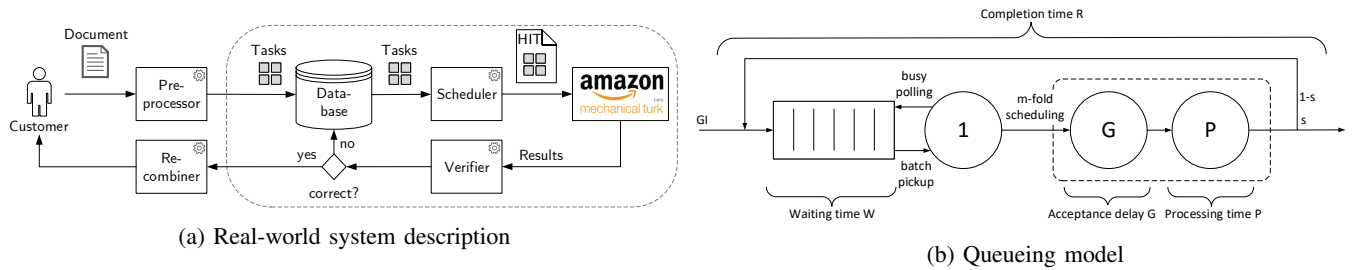 Document
Customer
Pre-
processor
Tasks
Data-
base
Tasks
Scheduler
HIT
amazon
beta
mechanical turk
Re-
combiner
yes
no
correct?
Verifier
Results
(a) Real-world system description
Completion time R
GI
busy
polling
batch
pickup
1
m-fold
scheduling
G
P
1-s
s
Waiting time W
Acceptance delay G
Processing time P
(b) Queueing model